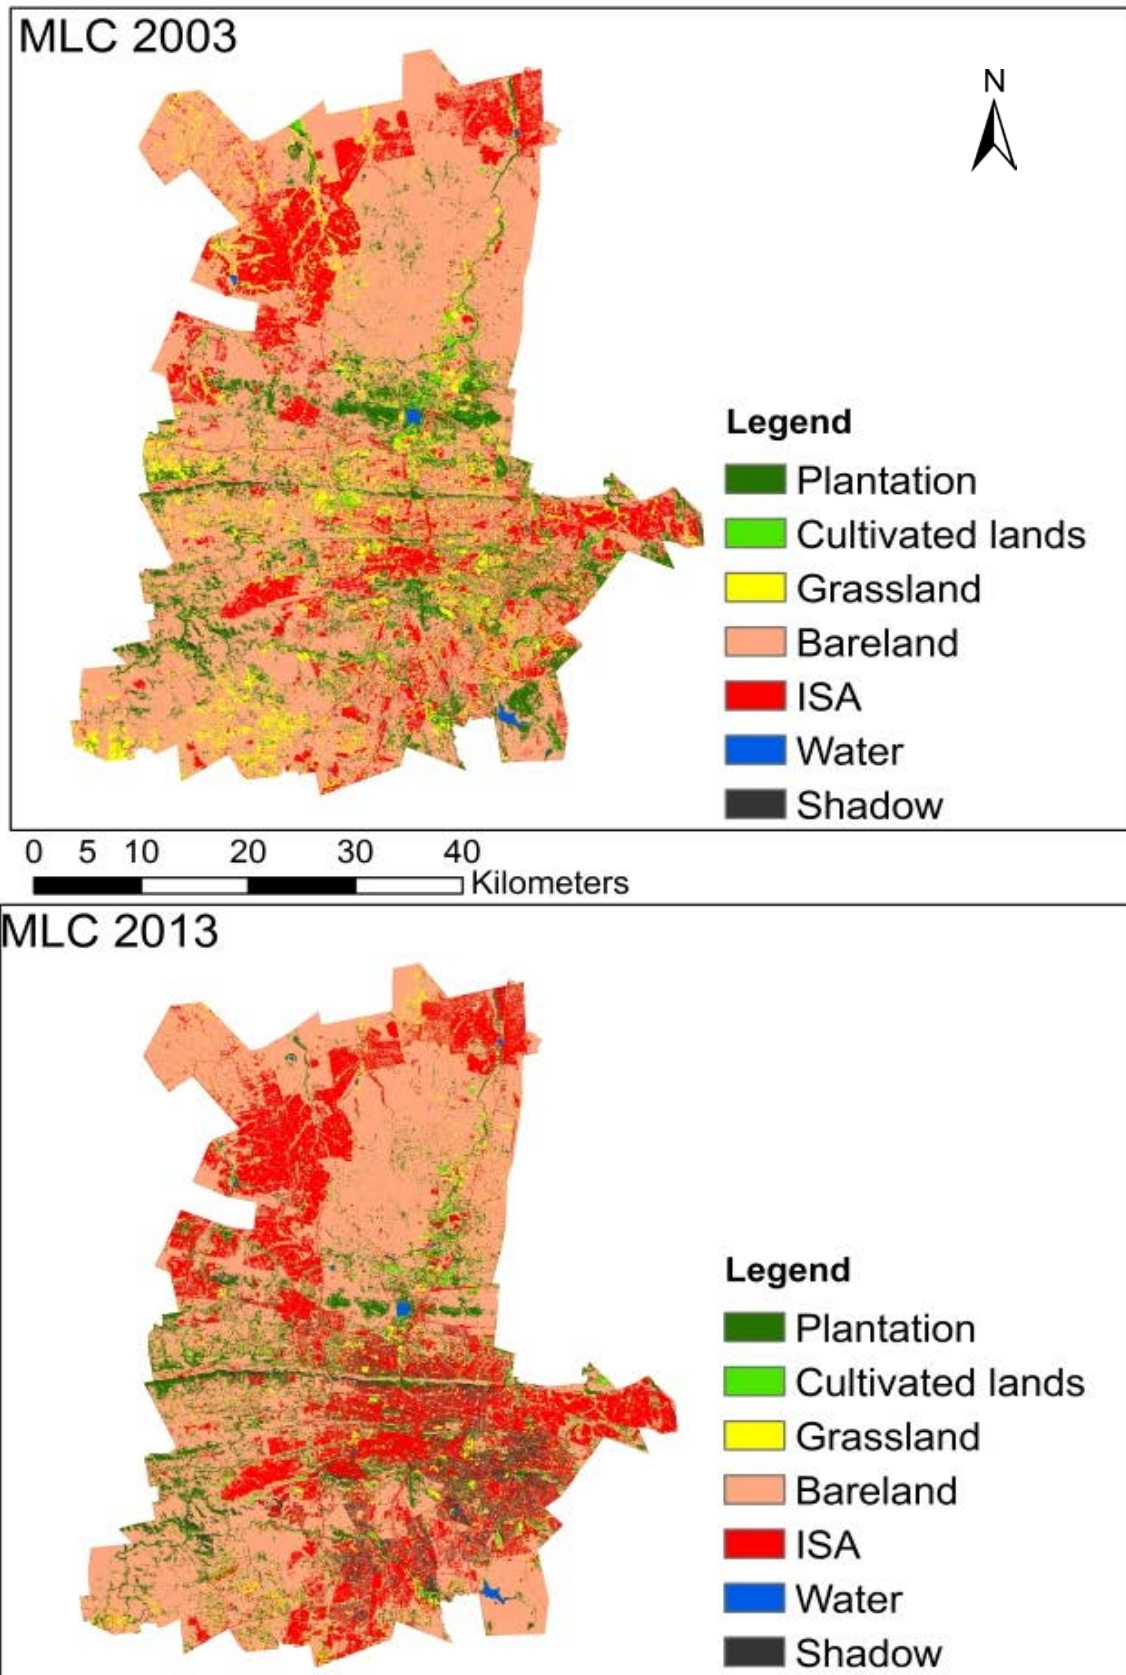 MLC 2003
N
Legend
Plantation
Cultivated lands
Grassland
Bareland
ISA
Water
Shadow
0 5 10 20 30 40
Kilometers
MLC 2013
Legend
Plantation
Cultivated lands
Grassland
Bareland
ISA
Water
Shadow